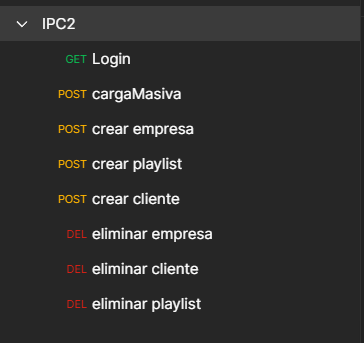 IPC2
GET Login
POST cargaMasiva
POST crear empresa
POST crear playlist
POST crear cliente
DEL eliminar empresa
DEL eliminar cliente
DEL eliminar playlist